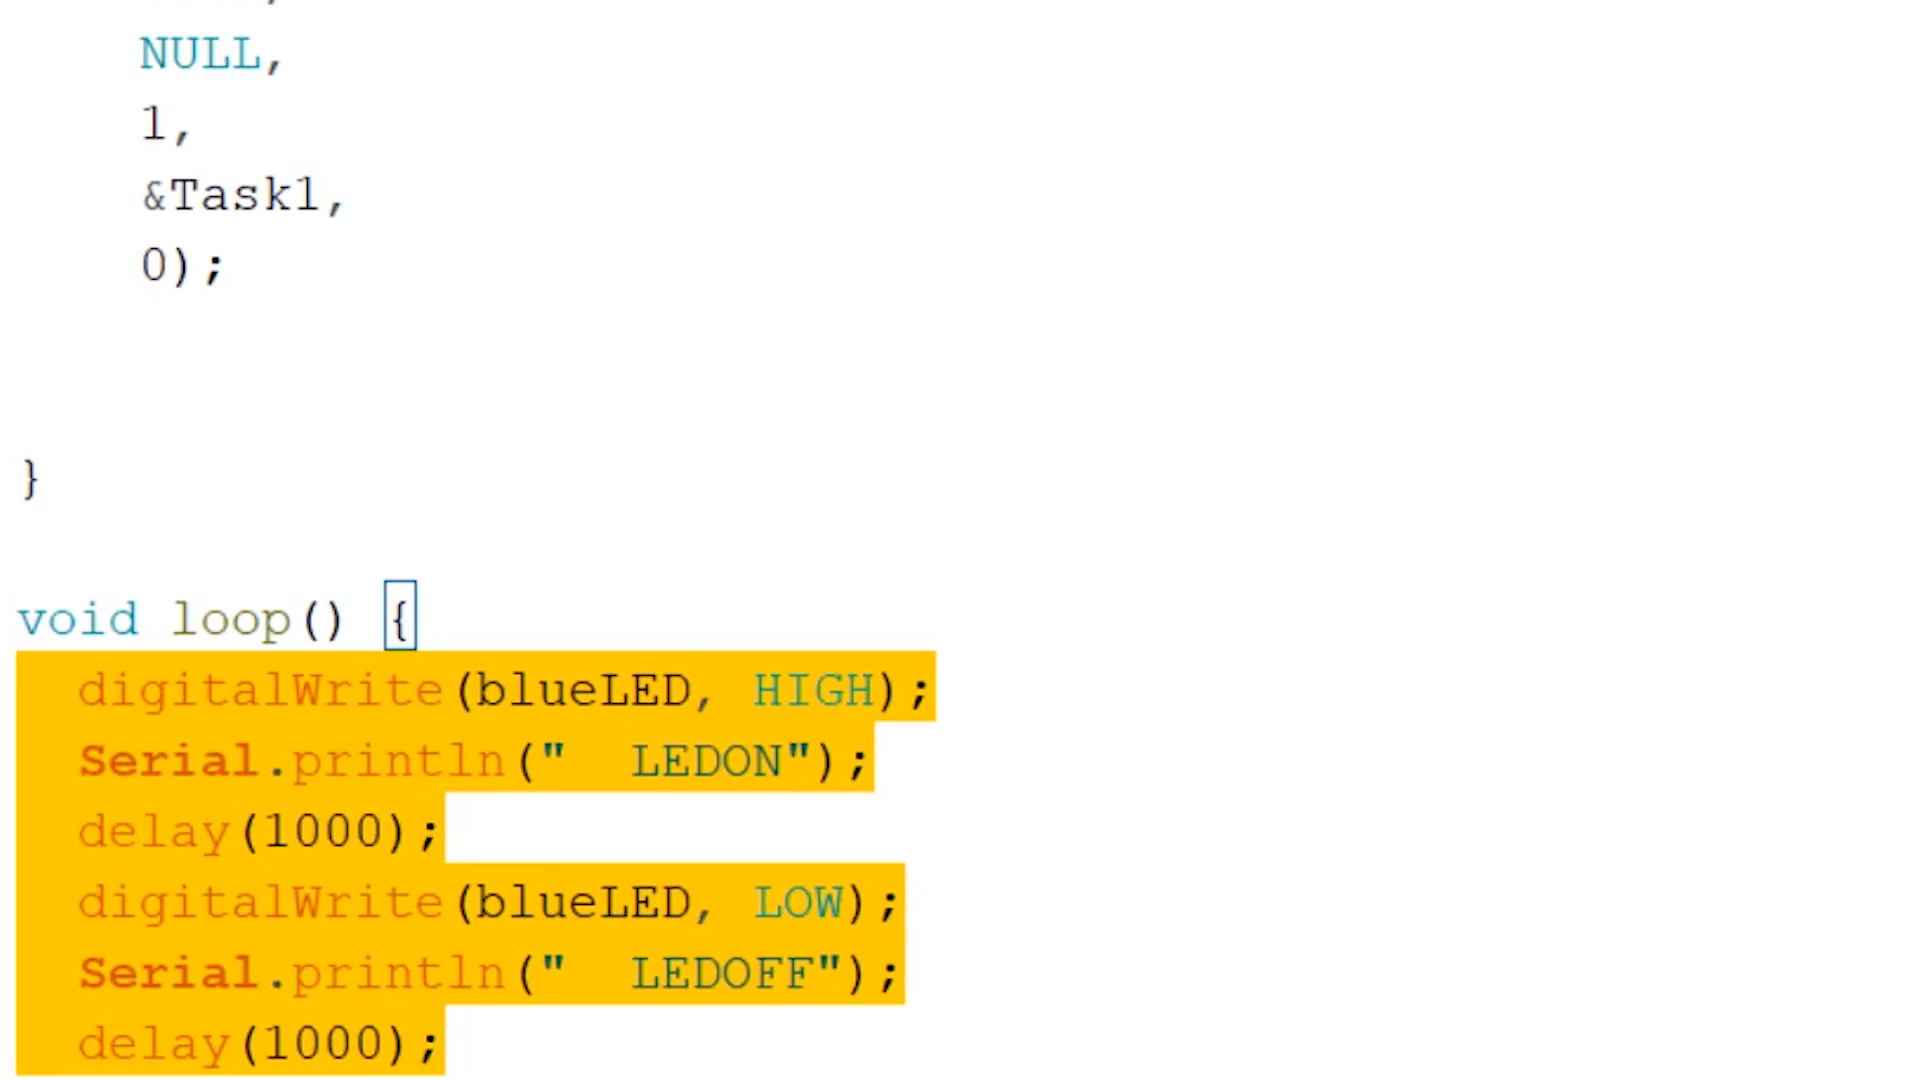 NULL,
1,
&Task1,
0);
}
void loop() {
digitalWrite(blueLED, HIGH);
Serial.println("  LEDON");
delay(1000);
digitalWrite(blueLED, LOW);
Serial.println("  LEDOFF");
delay(1000);